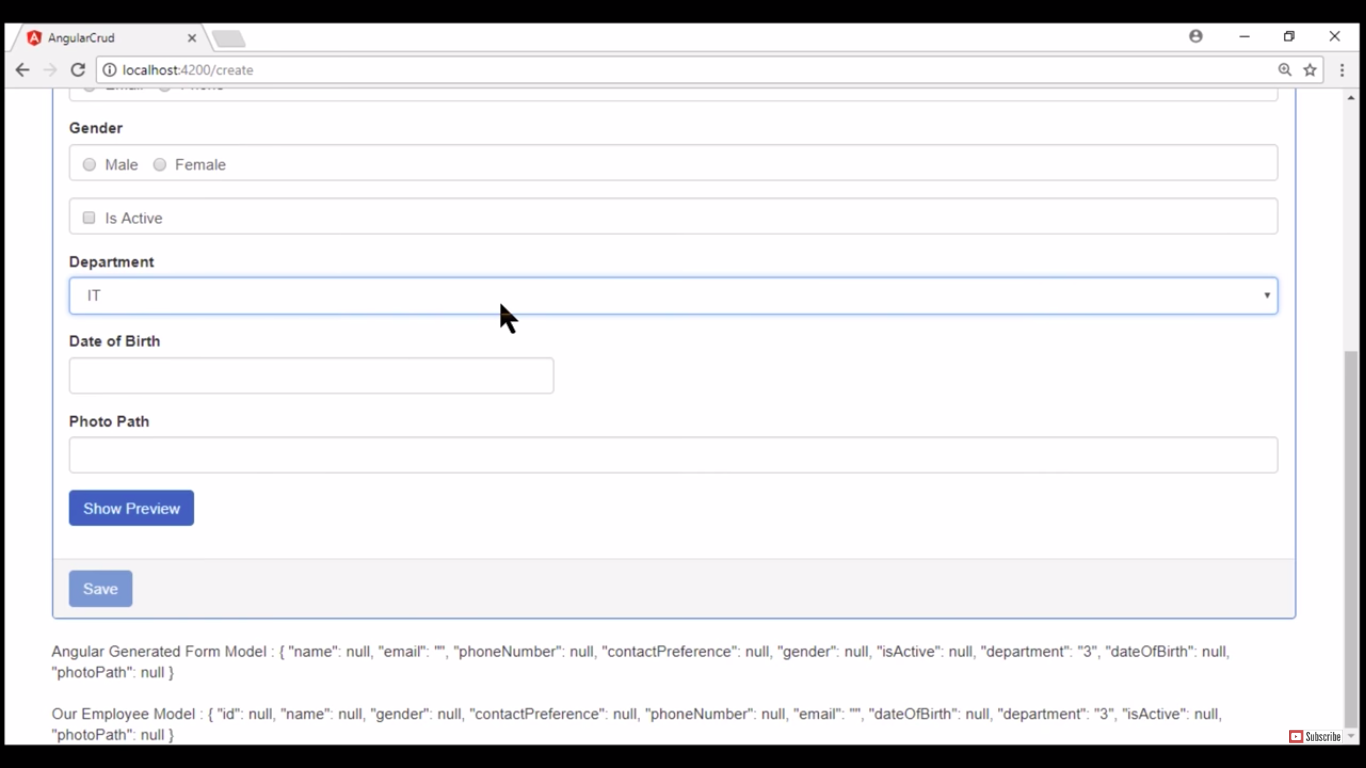 AngularCrud
localhost:4200/create
Email Phone
Gender
Male Female
Is Active
Department
IT
Date of Birth
Photo Path
Show Preview
Save
Angular Generated Form Model : { "name": null, "email": "", "phoneNumber": null, "contactPreference": null, "gender": null, "isActive": null, "department": "3", "dateOfBirth": null,
"photoPath": null }
Our Employee Model : { "id": null, "name": null, "gender": null, "contactPreference": null, "phoneNumber": null, "email": "", "dateOfBirth": null, "department": "3", "isActive": null,
"photoPath": null }
Subscribe